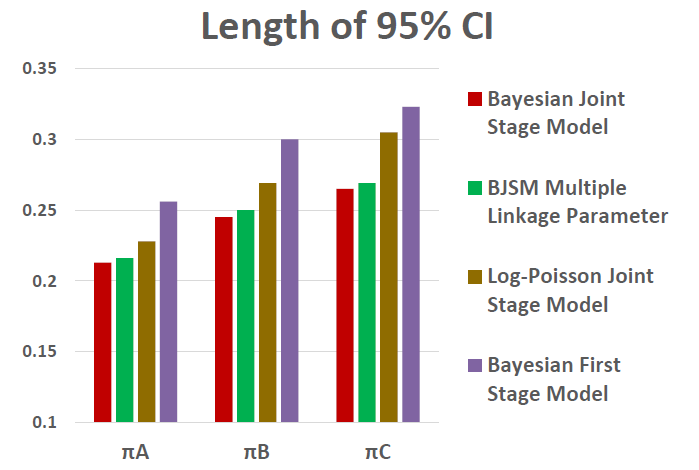 Length of 95% CI
0.35
0.3
0.25
0.2
0.15
0.1
πA
πB
πC
Bayesian Joint
Stage Model
BJSM Multiple
Linkage Parameter
Log-Poisson Joint
Stage Model
Bayesian First
Stage Model